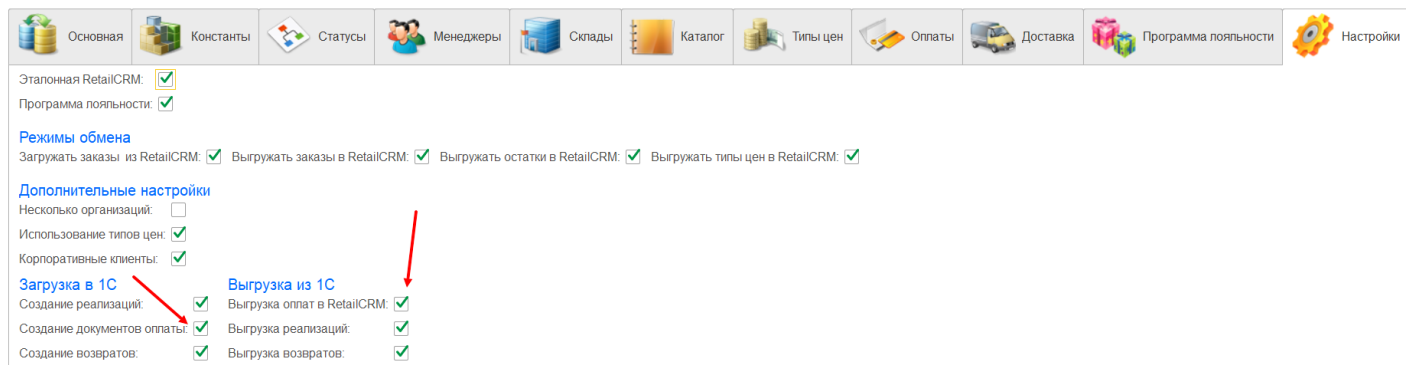 Основная Константы Статусы Менеджеры Склады Каталог Типы цен Оплаты Доставка Программа лояльности Настройки
Эталонная RetailCRM:
Программа лояльности:
Режимы обмена
Загружать заказы из RetailCRM: Выгружать заказы в RetailCRM: Выгружать остатки в RetailCRM: Выгружать типы цен в RetailCRM:
Дополнительные настройки
Несколько организаций:
Использование типов цен:
Корпоративные клиенты:
Загрузка в 1С Выгрузка из 1С
Создание реализаций: Выгрузка оплат в RetailCRM:
Создание документов оплаты: Выгрузка реализаций:
Создание возвратов: Выгрузка возвратов: